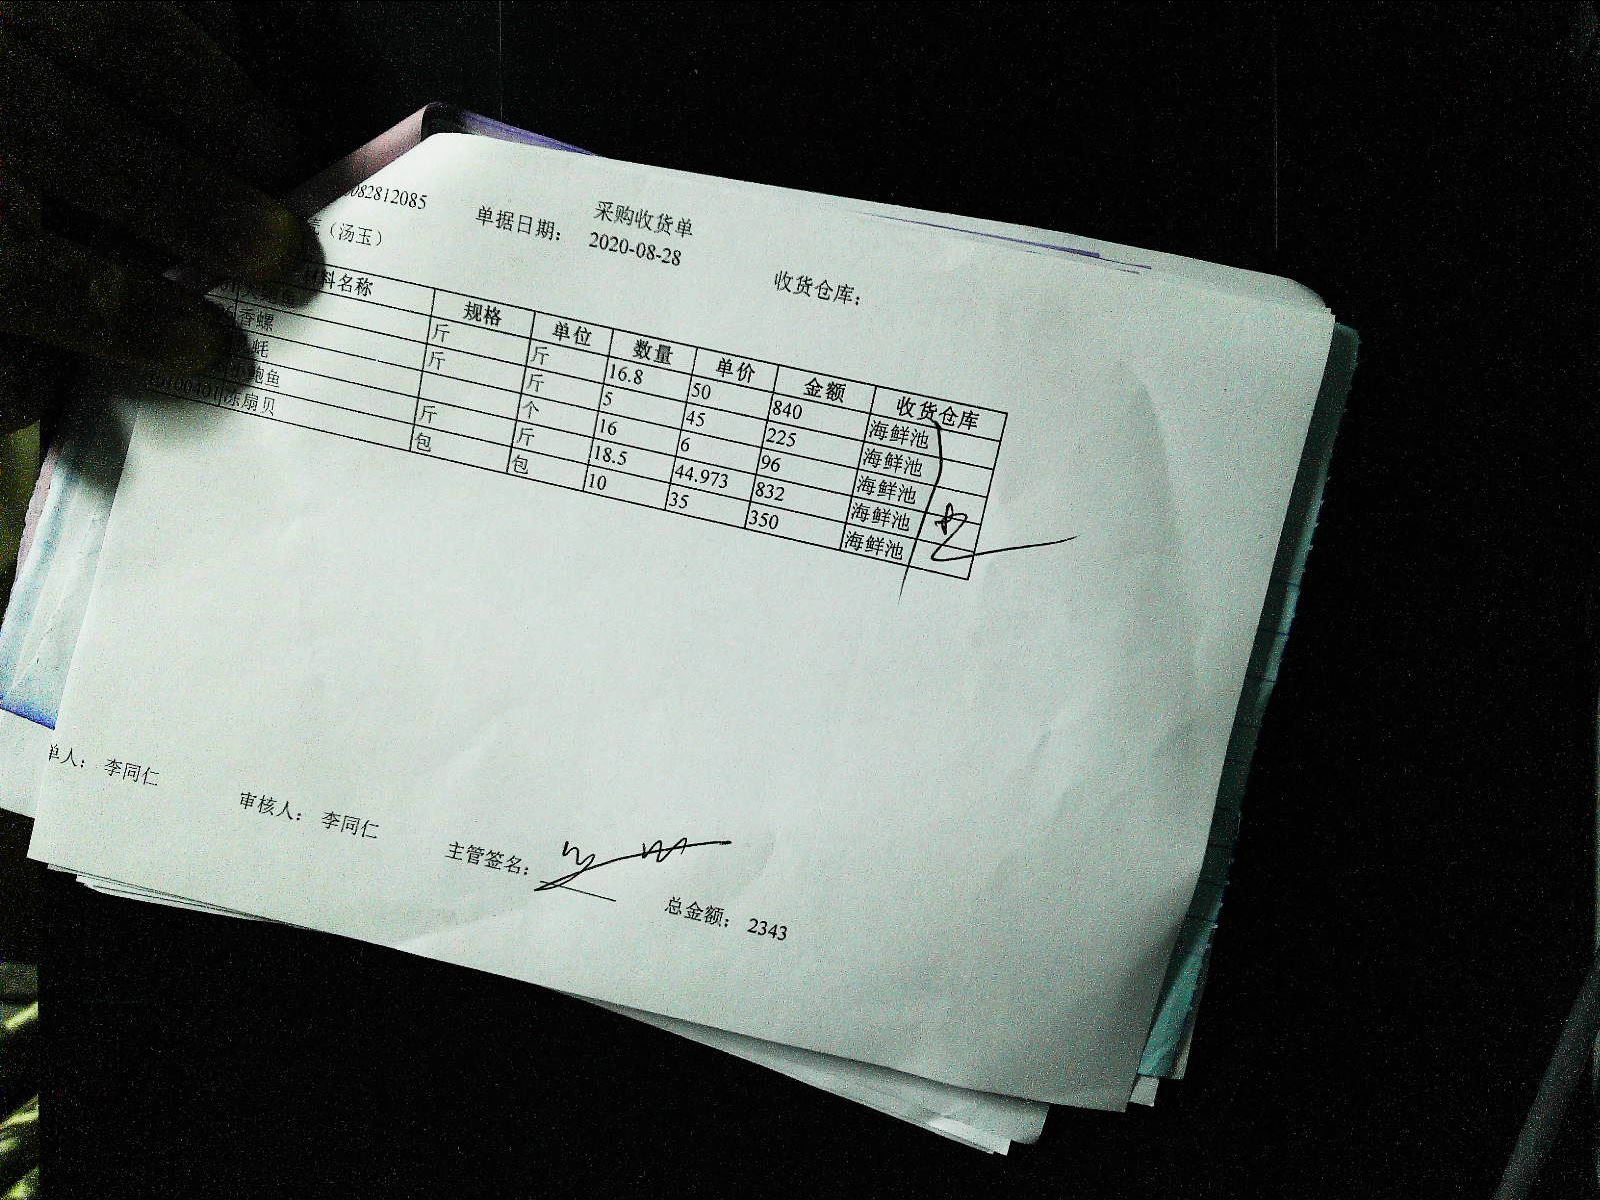 采购收货单
082812085 单据日期： 2020-08-28 收货仓库：
（汤玉）
材料名称 规格 单位 数量 单价 金额 收货仓库
斤 斤 16.8 50 840 海鲜池
香螺 斤 斤 5 45 225 海鲜池
蚝 个 16 6 96 海鲜池
小鲍鱼 斤 斤 18.5 44.973 832 海鲜池
冻扇贝 包 包 10 35 350 海鲜池
单人： 李同仁 审核人： 李同仁 主管签名： 总金额： 2343